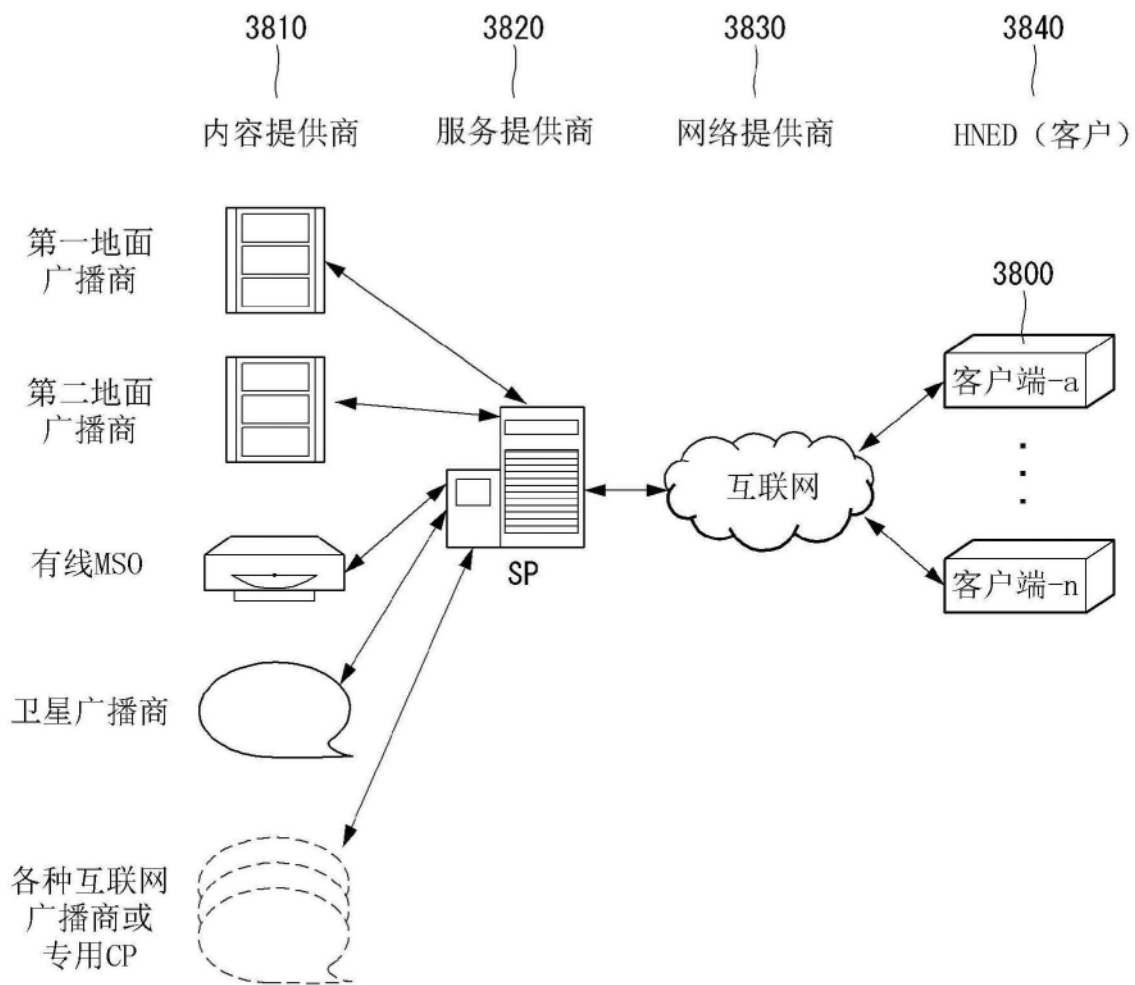 3810
3820
3830
3840
内容提供商
服务提供商
网络提供商
HNED（客户）
第一地面
广播商
3800
客户端-a
第二地面
广播商
互联网
有线MSO
SP
客户端-n
卫星广播商
各种互联网
广播商或
专用CP